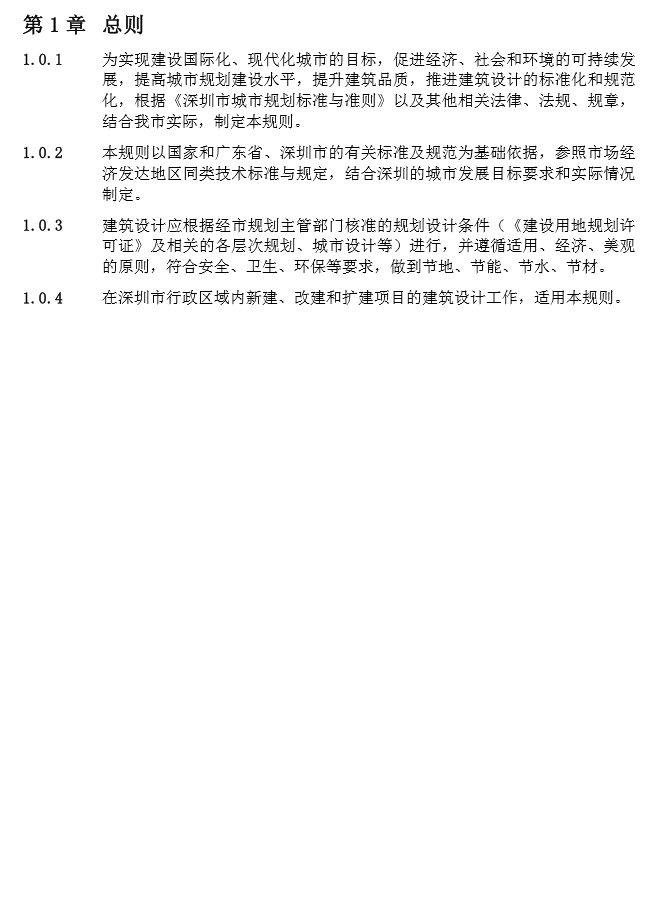 第 1 章 总则
1.0.1 为实现建设国际化、现代化城市的目标，促进经济、社会和环境的可持续发
展，提高城市规划建设水平，提升建筑品质，推进建筑设计的标准化和规范
化，根据《深圳市城市规划标准与准则》以及其他相关法律、法规、规章，
结合我市实际，制定本规则。
1.0.2 本规则以国家和广东省、深圳市的有关标准及规范为基础依据，参照市场经
济发达地区同类技术标准与规定，结合深圳的城市发展目标要求和实际情况
制定。
1.0.3 建筑设计应根据经市规划主管部门核准的规划设计条件（《建设用地规划许
可证》及相关的各层次规划、城市设计等）进行，并遵循适用、经济、美观
的原则，符合安全、卫生、环保等要求，做到节地、节能、节水、节材。
1.0.4 在深圳市行政区域内新建、改建和扩建项目的建筑设计工作，适用本规则。